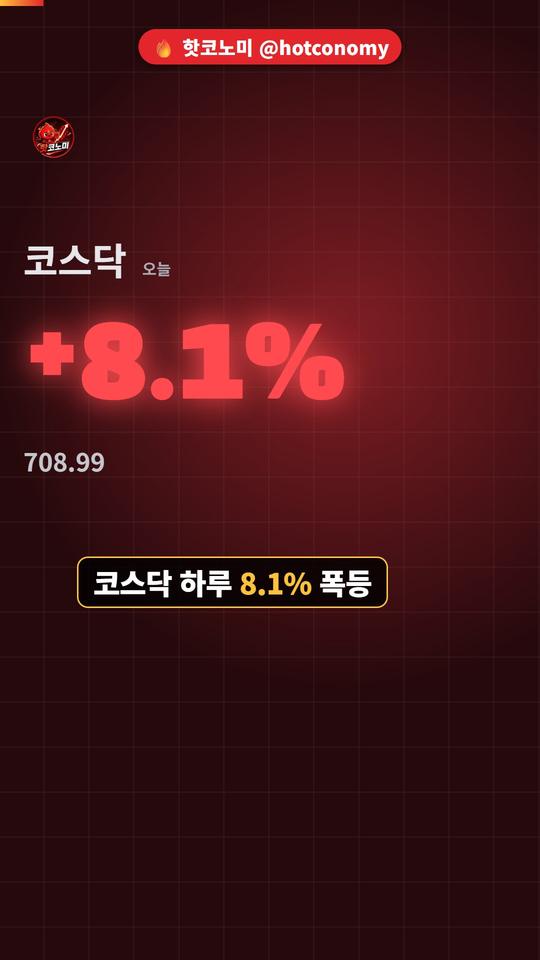 🔥 핫코노미 @hotconomy
핫코노미
코스닥 오늘
+8.1%
708.99
코스닥 하루 8.1% 폭등